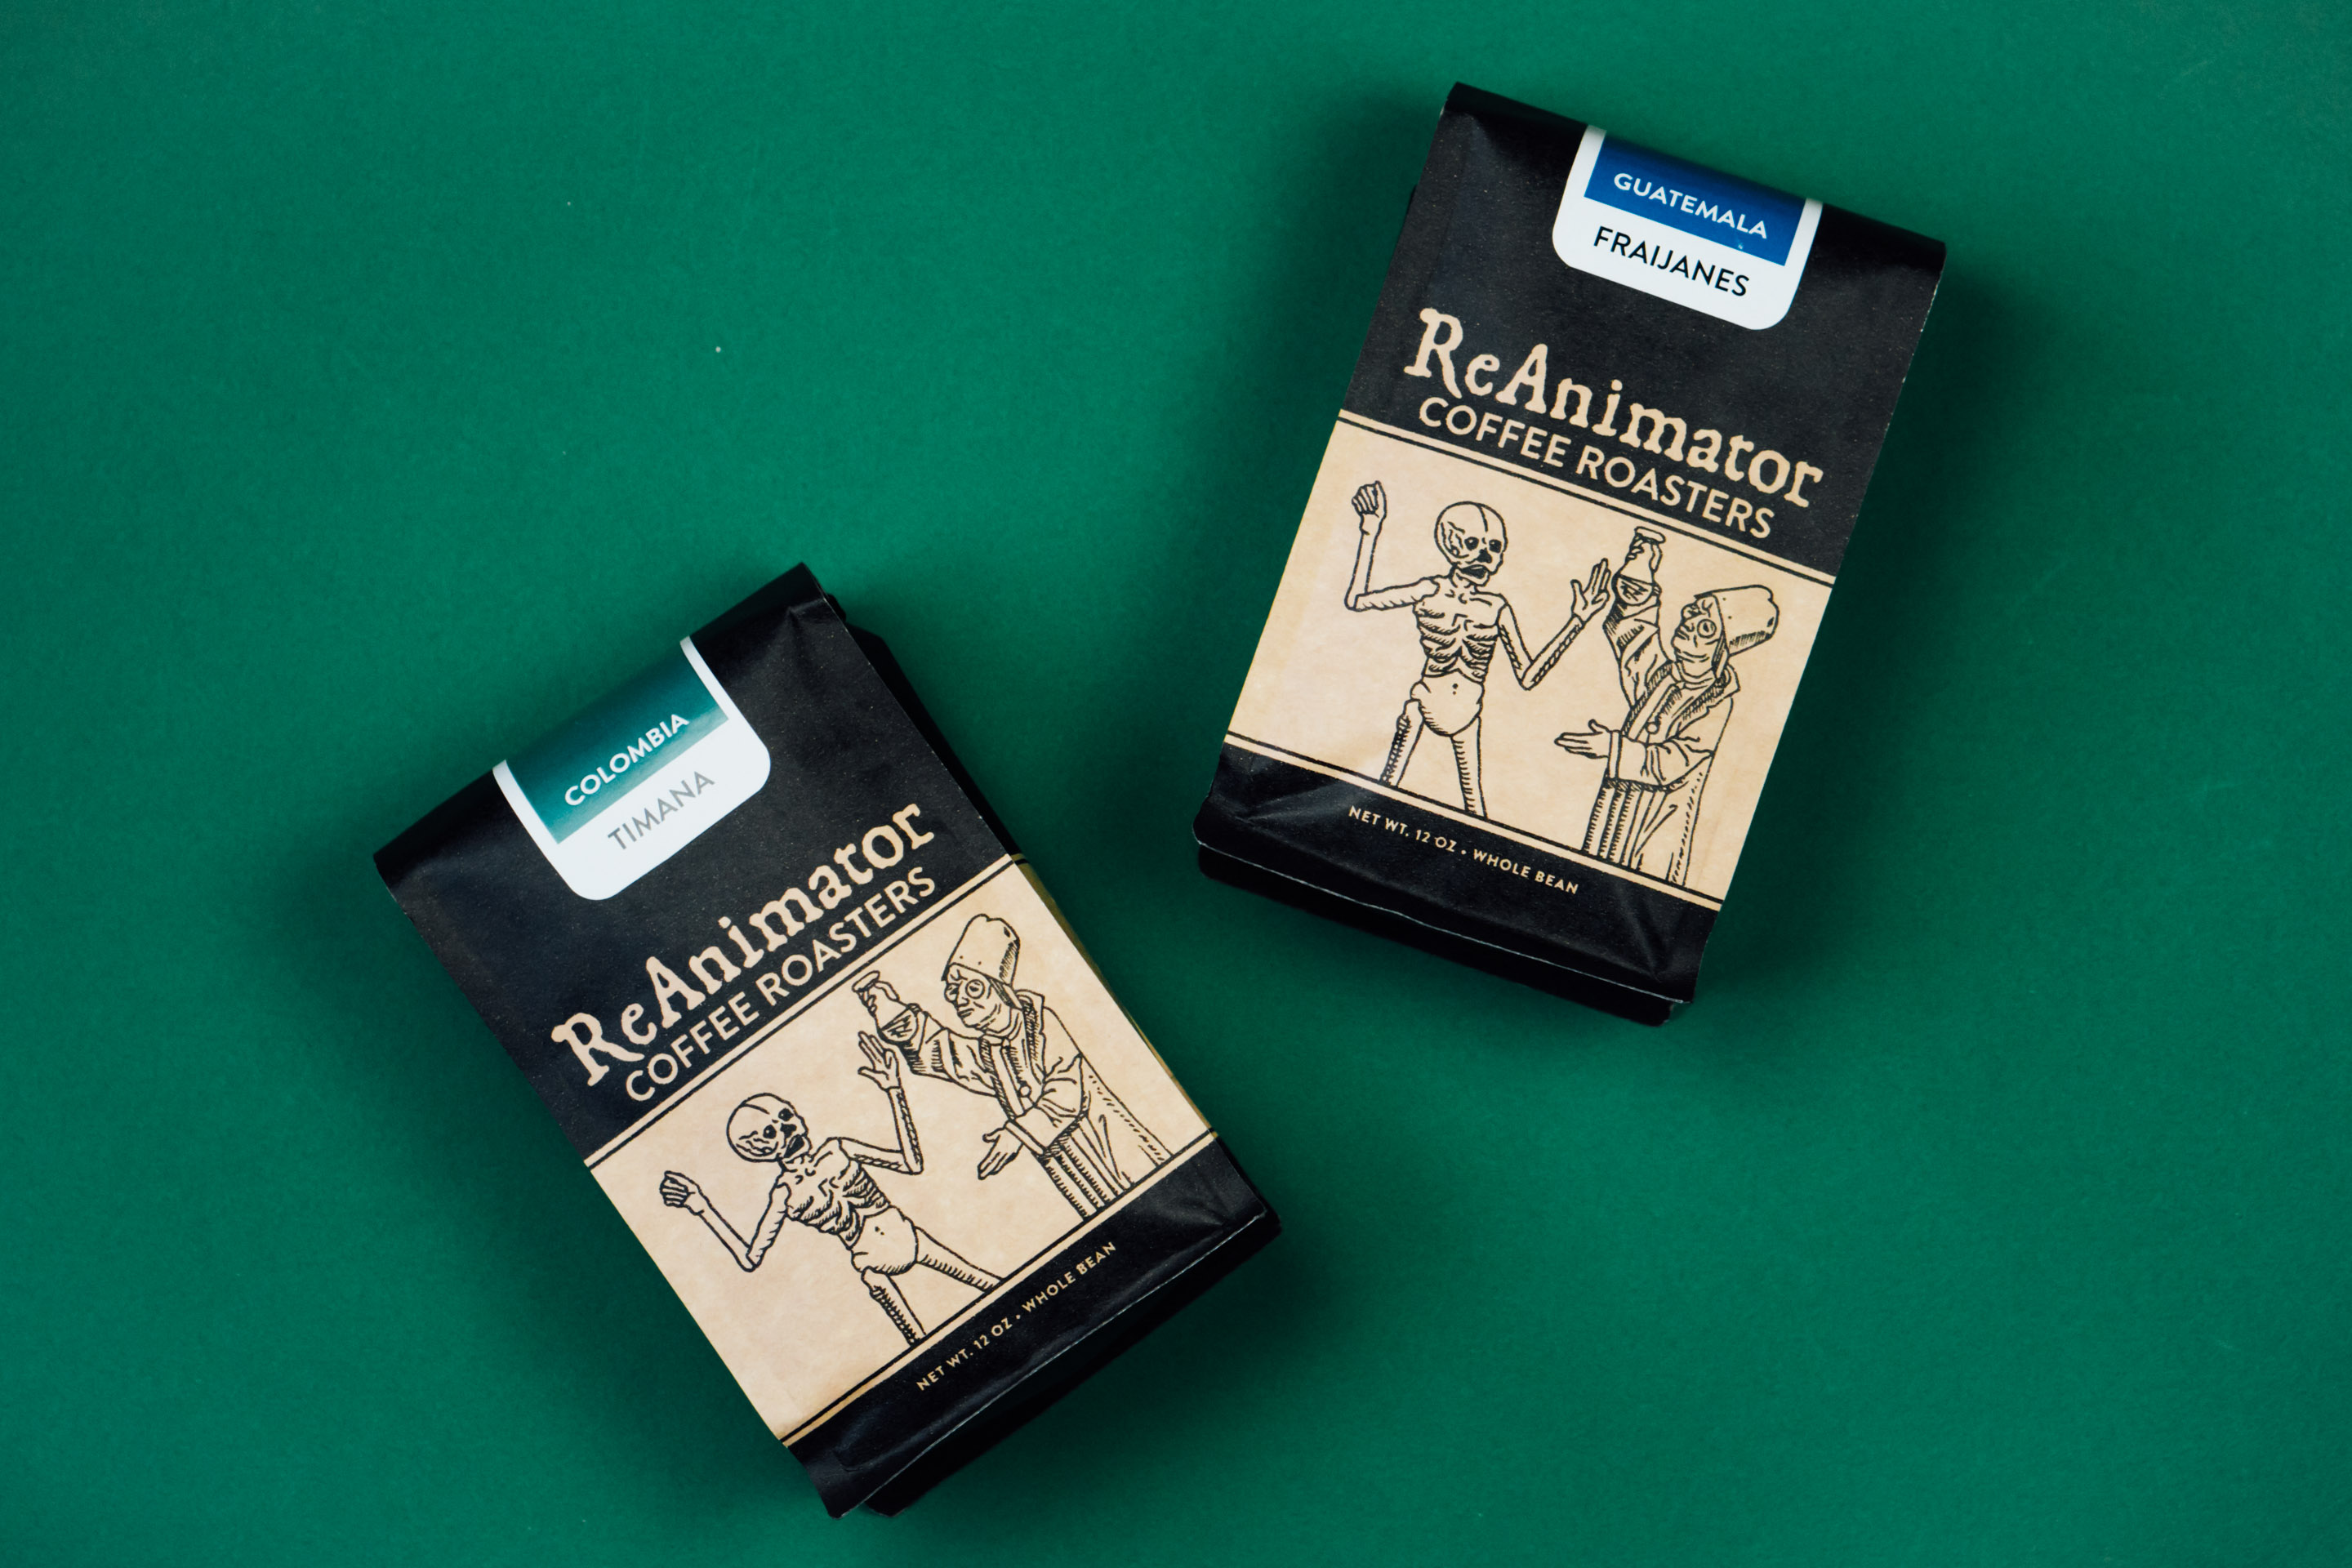 COLOMBIA
TIMANA
ReAnimator
COFFEE ROASTERS
NET WT. 12 OZ • WHOLE BEAN
GUATEMALA
FRAIJANES
ReAnimator
COFFEE ROASTERS
NET WT. 12 OZ • WHOLE BEAN